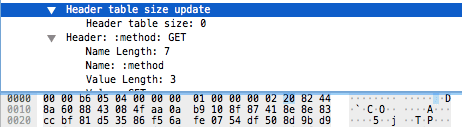 Header table size update
Header table size: 0
Header: :method: GET
Name Length: 7
Name: :method
Value Length: 3
0000 00 00 b6 05 04 00 00 00 01 00 00 00 02 20 82 44 ........ ..... .D
0010 8a 60 88 43 08 4f aa 0a b9 10 8f 87 41 8e 8e 83 .`.CO... ....A...
0020 cc bf 81 d5 35 86 f5 6a fe 07 54 df 50 8d 9b d9 ....5..j ..T.P...